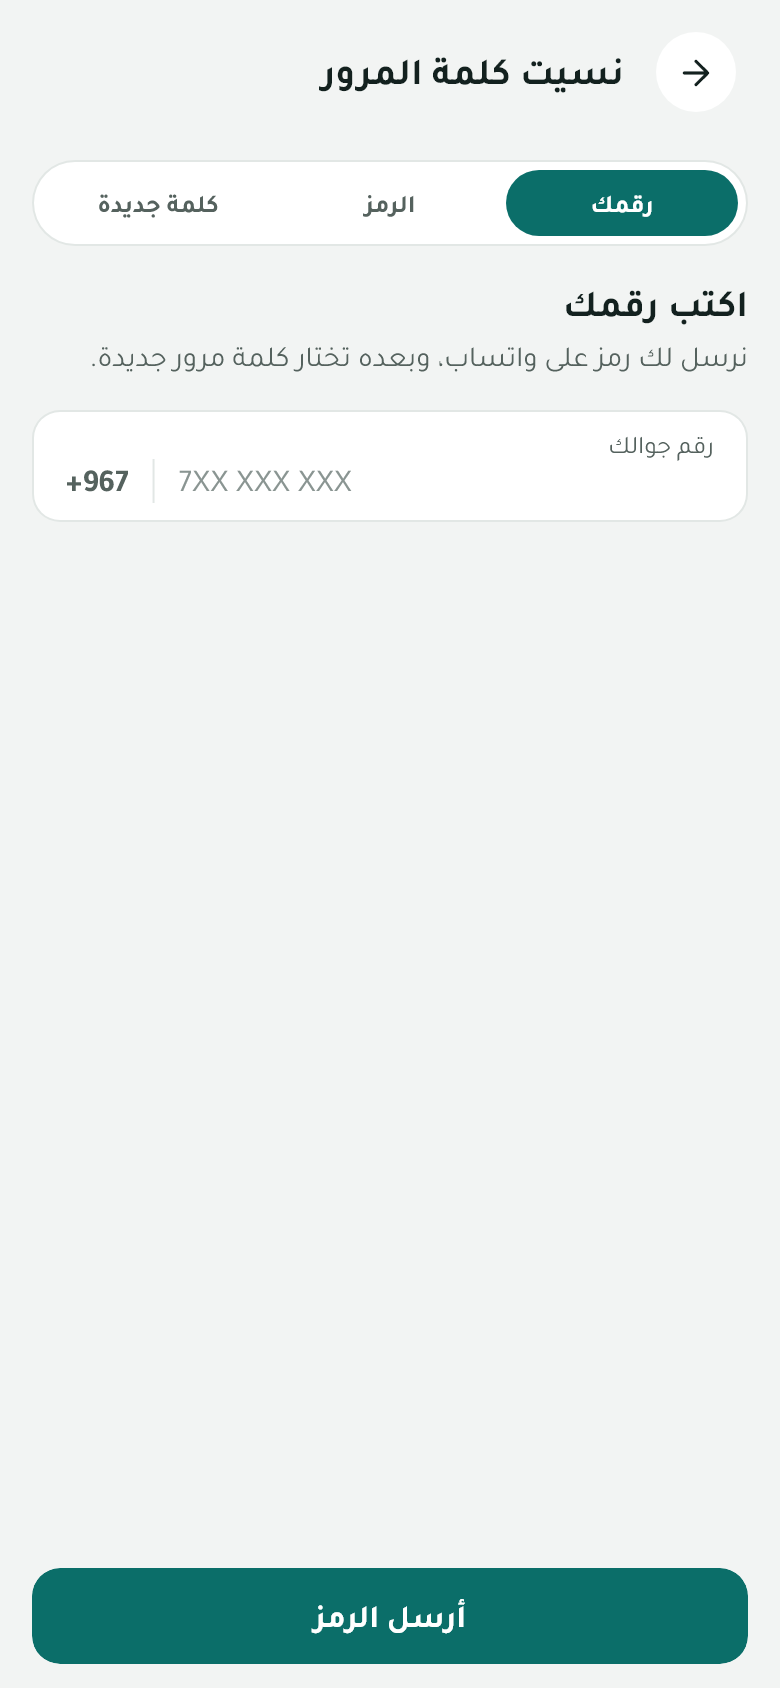 نسيت كلمة المرور
رقمك
الرمز
كلمة جديدة
اكتب رقمك
نرسل لك رمز على واتساب، وبعده تختار كلمة مرور جديدة.
رقم جوالك
+967 7XX XXX XXX
أرسل الرمز